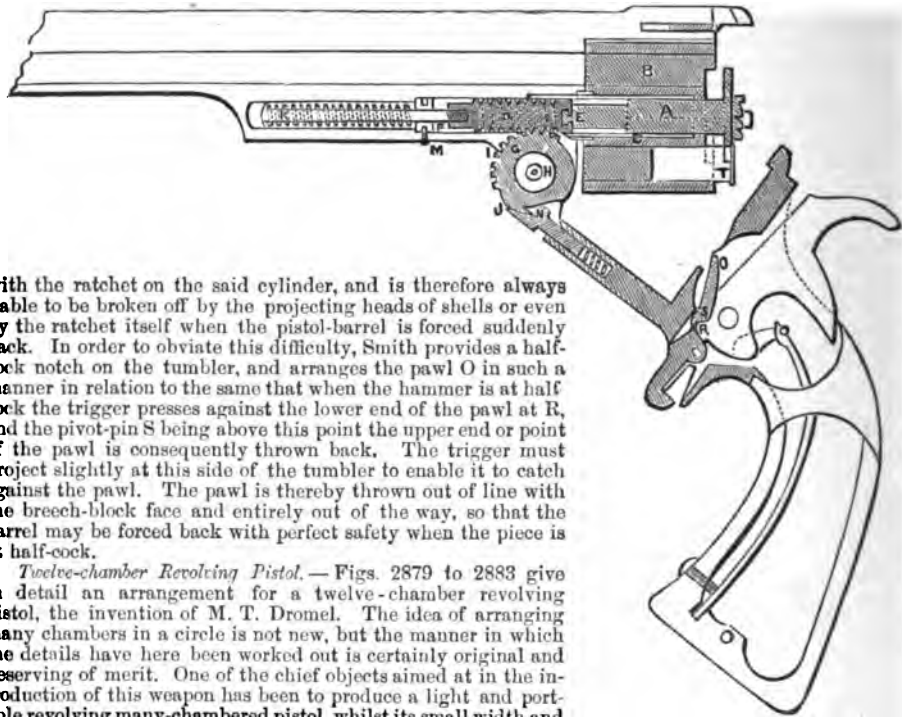 B
A
E
D
E
U
F
M
G
I
H
T
J
N
O
S
R
with the ratchet on the said cylinder, and is therefore always
able to be broken off by the projecting heads of shells or even
y the ratchet itself when the pistol-barrel is forced suddenly
ack. In order to obviate this difficulty, Smith provides a half-
ock notch on the tumbler, and arranges the pawl O in such a
anner in relation to the same that when the hammer is at half
ock the trigger presses against the lower end of the pawl at R,
nd the pivot-pin S being above this point the upper end or point
f the pawl is consequently thrown back. The trigger must
roject slightly at this side of the tumbler to enable it to catch
gainst the pawl. The pawl is thereby thrown out of line with
he breech-block face and entirely out of the way, so that the
arrel may be forced back with perfect safety when the piece is
t half-cock.
Twelve-chamber Revolving Pistol. — Figs. 2879 to 2883 give
n detail an arrangement for a twelve-chamber revolving
istol, the invention of M. T. Dromel. The idea of arranging
any chambers in a circle is not new, but the manner in which
he details have here been worked out is certainly original and
eserving of merit. One of the chief objects aimed at in the in-
roduction of this weapon has been to produce a light and port-
ble revolving many-chambered pistol, whilst its small width and